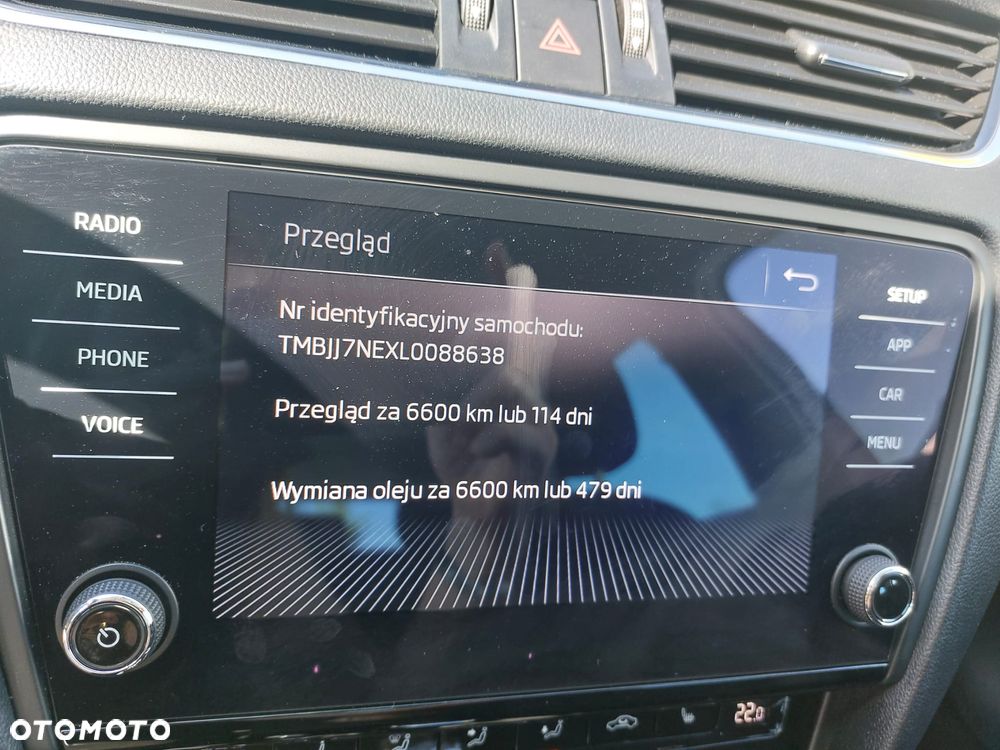 RADIO
MEDIA
PHONE
VOICE
Przegląd
Nr identyfikacyjny samochodu:
TMBJJ7NEXL0088638
Przegląd za 6600 km lub 114 dni
Wymiana oleju za 6600 km lub 479 dni
SETUP
APP
CAR
MENU
22.0
OTOMOTO